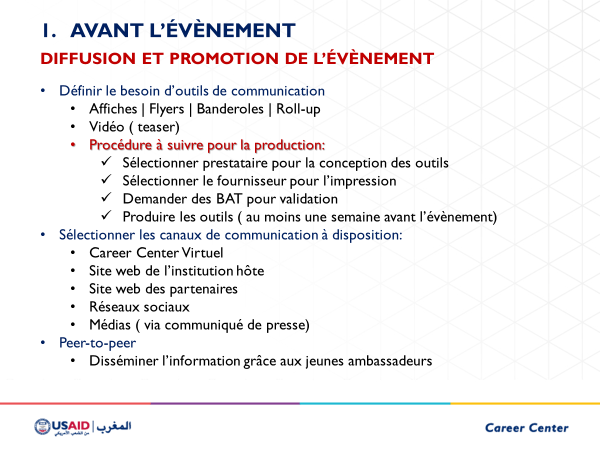 1. AVANT L'ÉVÈNEMENT
DIFFUSION ET PROMOTION DE L'ÉVÈNEMENT
• Définir le besoin d'outils de communication
• Affiches | Flyers | Banderoles | Roll-up
• Vidéo ( teaser)
• Procédure à suivre pour la production:
✓ Sélectionner prestataire pour la conception des outils
✓ Sélectionner le fournisseur pour l'impression
✓ Demander des BAT pour validation
✓ Produire les outils ( au moins une semaine avant l'évènement)
• Sélectionner les canaux de communication à disposition:
• Career Center Virtuel
• Site web de l'institution hôte
• Site web des partenaires
• Réseaux sociaux
• Médias ( via communiqué de presse)
• Peer-to-peer
• Disséminer l'information grâce aux jeunes ambassadeurs
USAID | المغرب
من الشعب الأمريكي
Career Center